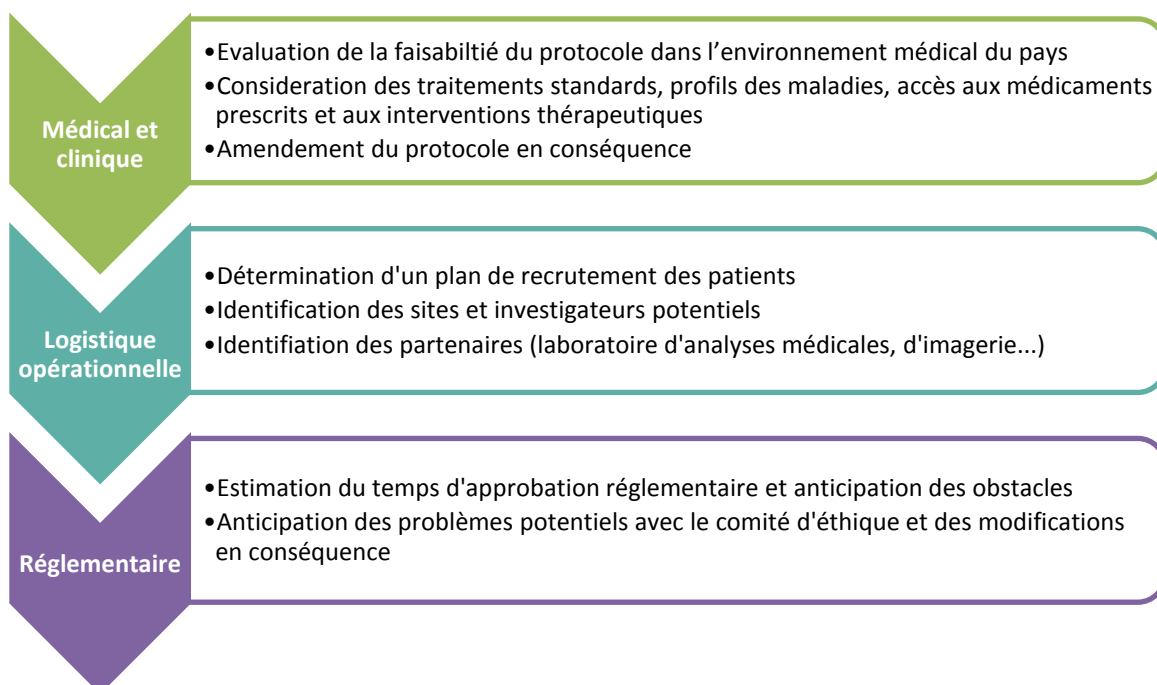 Médical et
clinique
•Evaluation de la faisabiltié du protocole dans l'environnement médical du pays
•Consideration des traitements standards, profils des maladies, accès aux médicaments
prescrits et aux interventions thérapeutiques
•Amendement du protocole en conséquence
Logistique
opérationnelle
•Détermination d'un plan de recrutement des patients
•Identification des sites et investigateurs potentiels
•Identifiation des partenaires (laboratoire d'analyses médicales, d'imagerie...)
Réglementaire
•Estimation du temps d'approbation réglementaire et anticipation des obstacles
•Anticipation des problèmes potentiels avec le comité d'éthique et des modifications
en conséquence